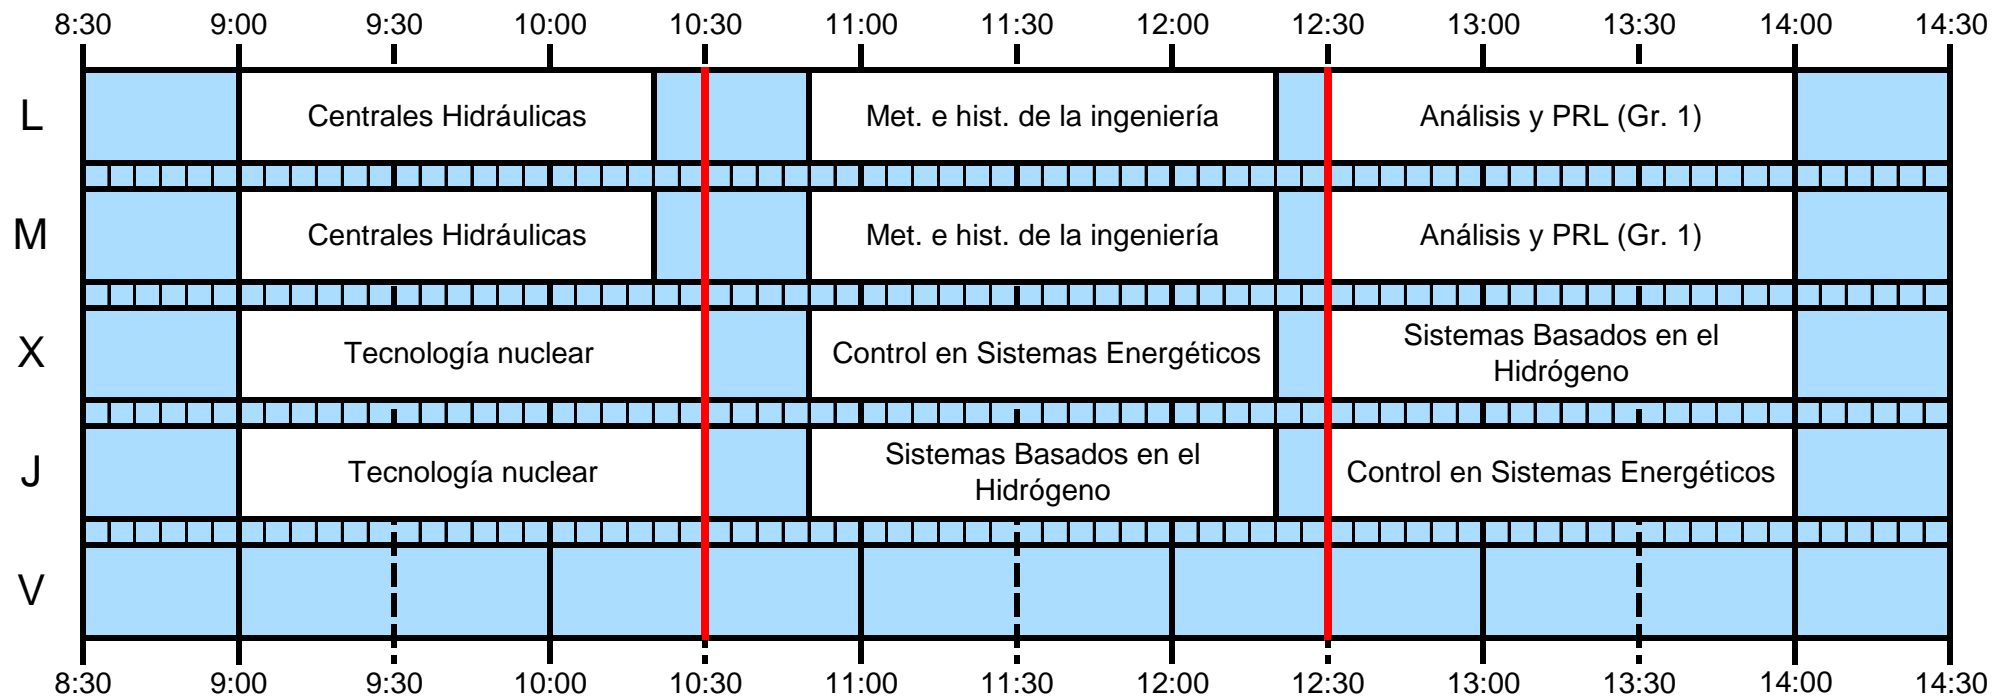 8:30 9:00 9:30 10:00 10:30 11:00 11:30 12:00 12:30 13:00 13:30 14:00 14:30
L Centrales Hidráulicas Met. e hist. de la ingeniería Análisis y PRL (Gr. 1)
M Centrales Hidráulicas Met. e hist. de la ingeniería Análisis y PRL (Gr. 1)
X Tecnología nuclear Control en Sistemas Energéticos Sistemas Basados en el
Hidrógeno
J Tecnología nuclear Sistemas Basados en el
Hidrógeno
Control en Sistemas Energéticos
V
8:30 9:00 9:30 10:00 10:30 11:00 11:30 12:00 12:30 13:00 13:30 14:00 14:30